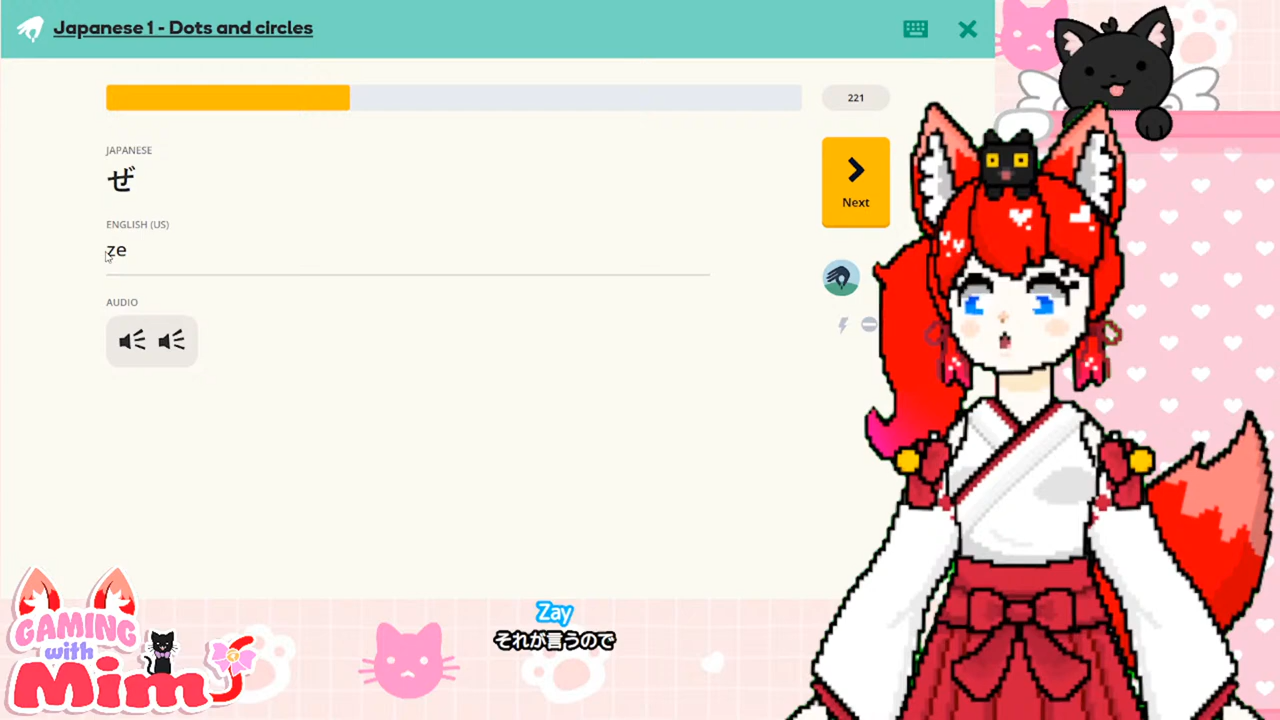 Japanese 1 - Dots and circles
221
JAPANESE
ぜ
Next
ENGLISH (US)
ze
AUDIO
GAMING
with
Mim
Zay
それが言うので